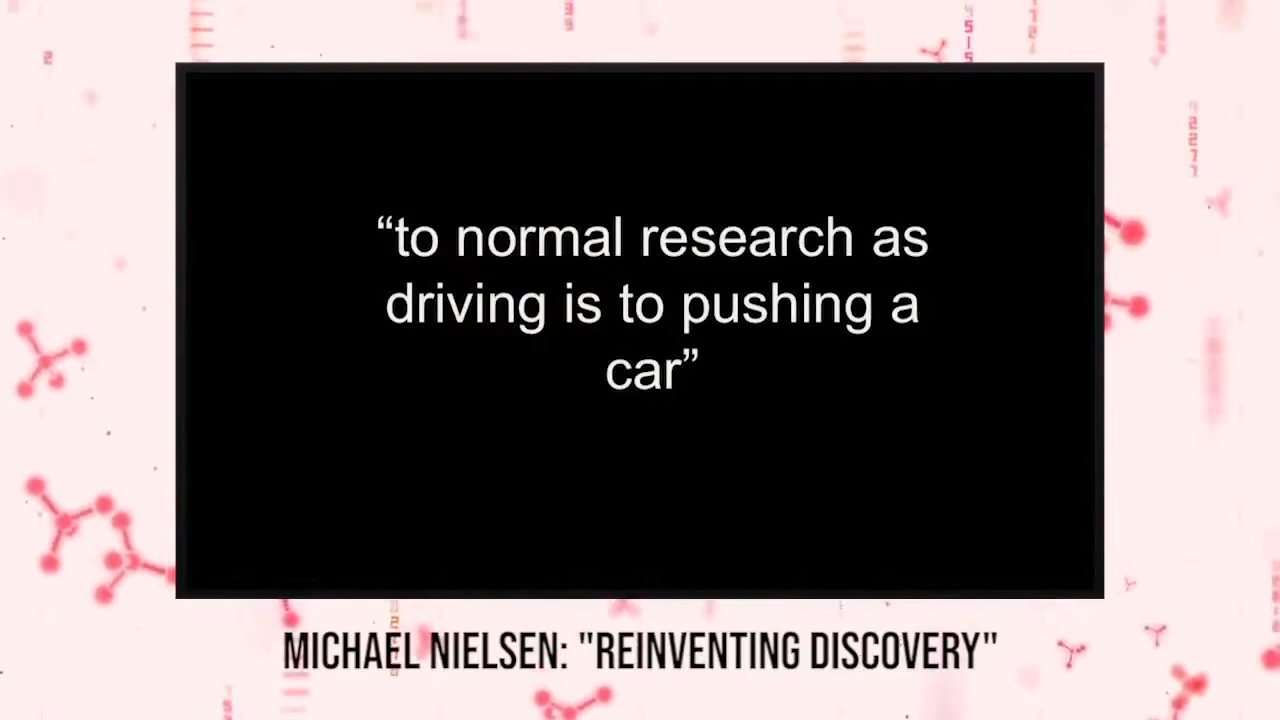 “to normal research as
driving is to pushing a
car”
MICHAEL NIELSEN: "REINVENTING DISCOVERY"